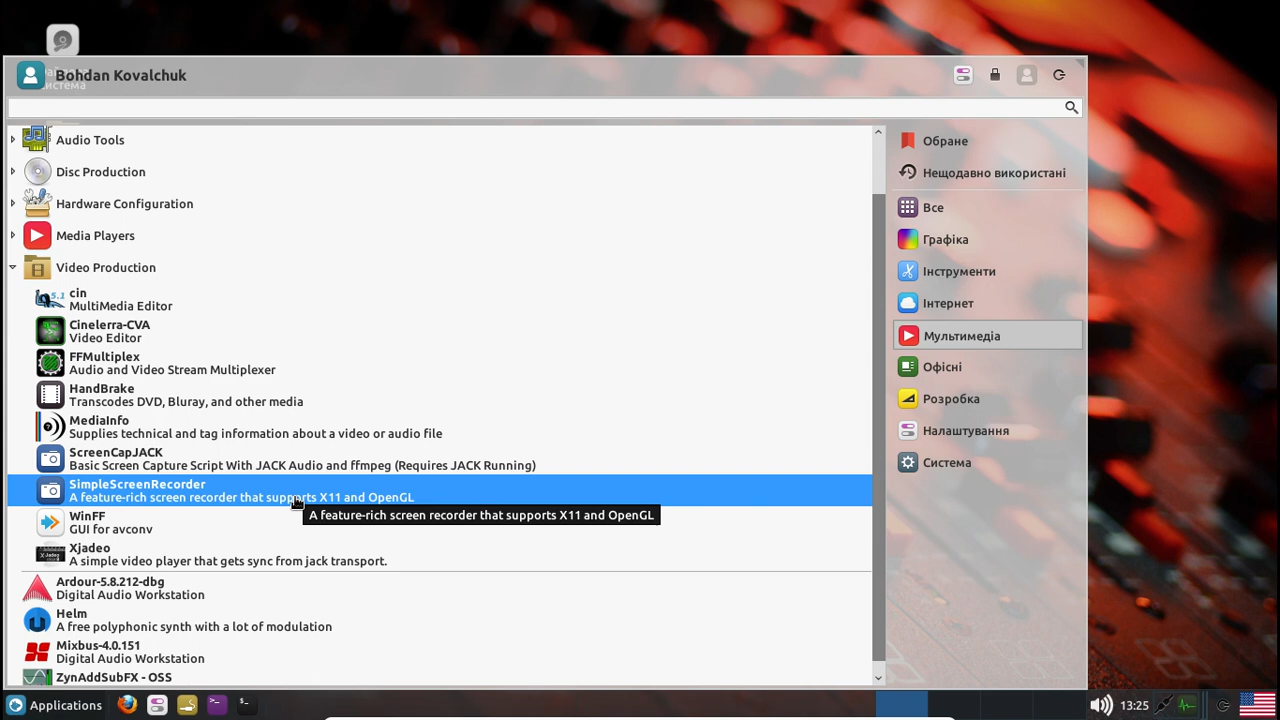 Bohdan Kovalchuk
система
Audio Tools
Disc Production
Hardware Configuration
Media Players
Video Production
cin
MultiMedia Editor
Cinelerra-CVA
Video Editor
FFMultiplex
Audio and Video Stream Multiplexer
HandBrake
Transcodes DVD, Bluray, and other media
MediaInfo
Supplies technical and tag information about a video or audio file
ScreenCapJACK
Basic Screen Capture Script With JACK Audio and ffmpeg (Requires JACK Running)
SimpleScreenRecorder
A feature-rich screen recorder that supports X11 and OpenGL
A feature-rich screen recorder that supports X11 and OpenGL
WinFF
GUI for avconv
Xjadeo
A simple video player that gets sync from jack transport.
Ardour-5.8.212-dbg
Digital Audio Workstation
Helm
A free polyphonic synth with a lot of modulation
Mixbus-4.0.151
Digital Audio Workstation
ZynAddSubFX - OSS
Обране
Нещодавно використані
Все
Графіка
Інструменти
Інтернет
Мультимедіа
Офісні
Розробка
Налаштування
Система
Applications
13:25